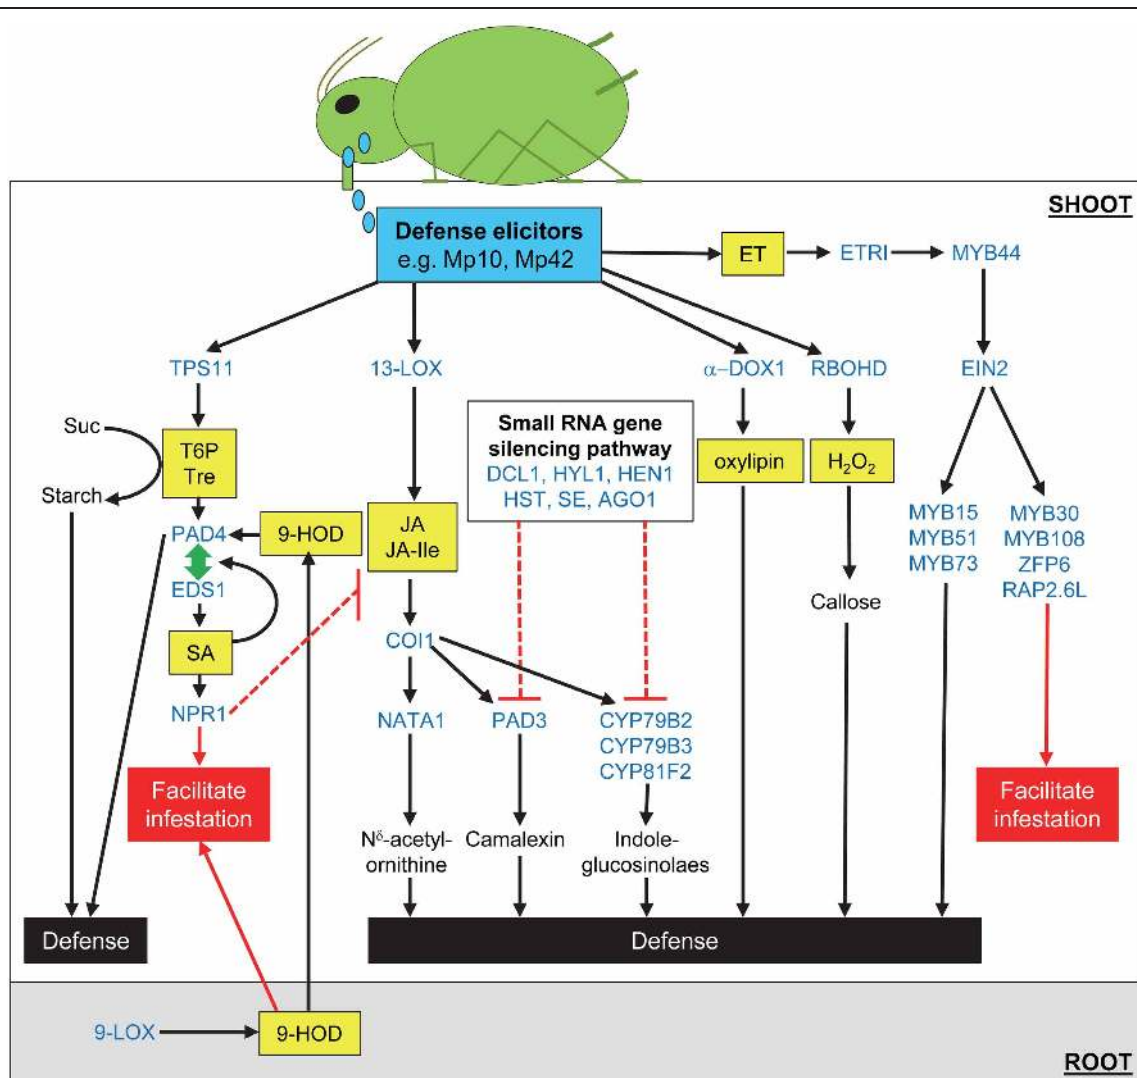 SHOOT
Defense elicitors
e.g. Mp10, Mp42
ET
ETRI
MYB44
TPS11
13-LOX
α–DOX1
RBOHD
EIN2
Suc
T6P
Tre
Starch
Small RNA gene
silencing pathway
DCL1, HYL1, HEN1
HST, SE, AGO1
oxylipin
H₂O₂
PAD4
9-HOD
JA
JA-Ile
MYB15
MYB51
MYB73
MYB30
MYB108
ZFP6
RAP2.6L
EDS1
Callose
SA
COI1
NPR1
NATA1
PAD3
CYP79B2
CYP79B3
CYP81F2
Facilitate
infestation
Facilitate
infestation
Nᵟ-acetyl-
ornithine
Camalexin
Indole-
glucosinolaes
Defense
Defense
9-LOX
9-HOD
ROOT